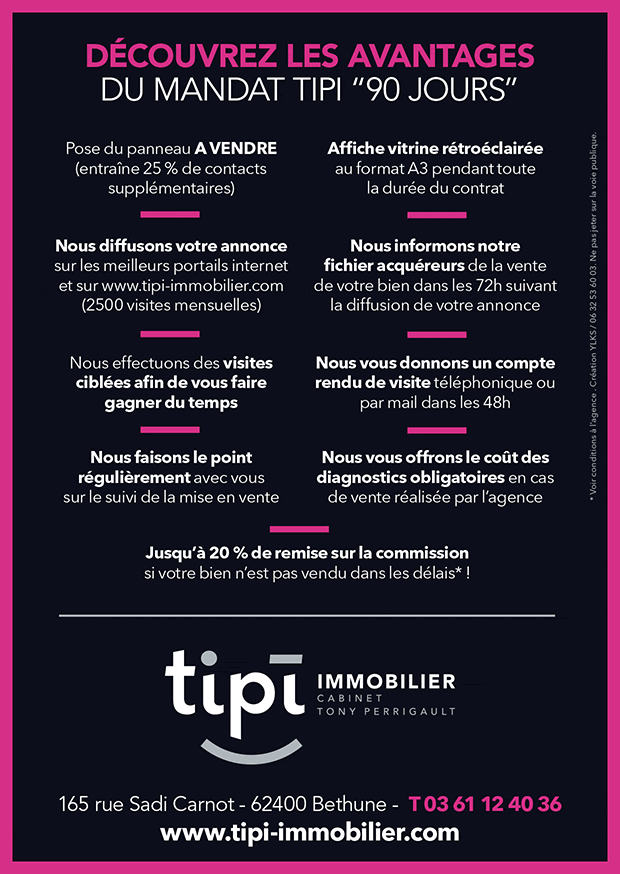 DÉCOUVREZ LES AVANTAGES
DU MANDAT TIPI “90 JOURS”
Pose du panneau A VENDRE
(entraîne 25 % de contacts
supplémentaires)
Affiche vitrine rétroéclairée
au format A3 pendant toute
la durée du contrat
Nous diffusons votre annonce
sur les meilleurs portails internet
et sur www.tipi-immobilier.com
(2500 visites mensuelles)
Nous informons notre
fichier acquéreurs de la vente
de votre bien dans les 72h suivant
la diffusion de votre annonce
Nous effectuons des visites
ciblées afin de vous faire
gagner du temps
Nous vous donnons un compte
rendu de visite téléphonique ou
par mail dans les 48h
Nous faisons le point
régulièrement avec vous
sur le suivi de la mise en vente
Nous vous offrons le coût des
diagnostics obligatoires en cas
de vente réalisée par l’agence
Jusqu’à 20 % de remise sur la commission
si votre bien n’est pas vendu dans les délais* !
tipi
IMMOBILIER
CABINET
TONY PERRIGAULT
165 rue Sadi Carnot - 62400 Bethune - T 03 61 12 40 36
www.tipi-immobilier.com
* Voir conditions à l’agence . Création YLKS / 06 32 53 60 03. Ne pas jeter sur la voie publique.